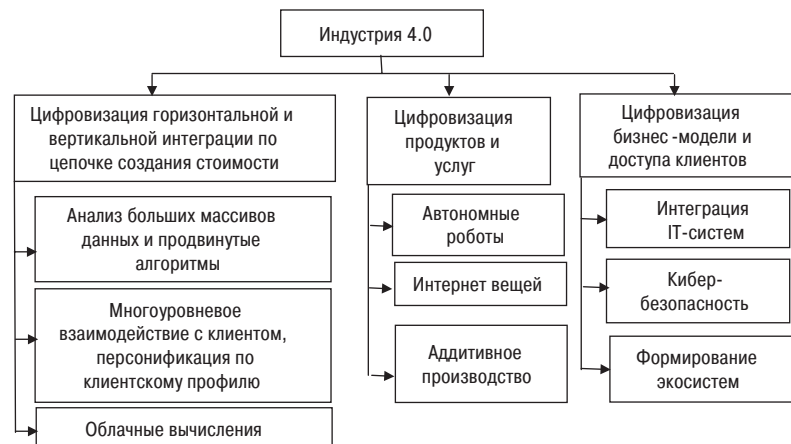 Индустрия 4.0
Цифровизация горизонтальной и
вертикальной интеграции по
цепочке создания стоимости
Анализ больших массивов
данных и продвинутые
алгоритмы
Многоуровневое
взаимодействие с клиентом,
персонификация по
клиентскому профилю
Облачные вычисления
Цифровизация
продуктов и
услуг
Автономные
роботы
Интернет вещей
Аддитивное
производство
Цифровизация
бизнес -модели и
доступа клиентов
Интеграция
IT-систем
Кибер-
безопасность
Формирование
экосистем